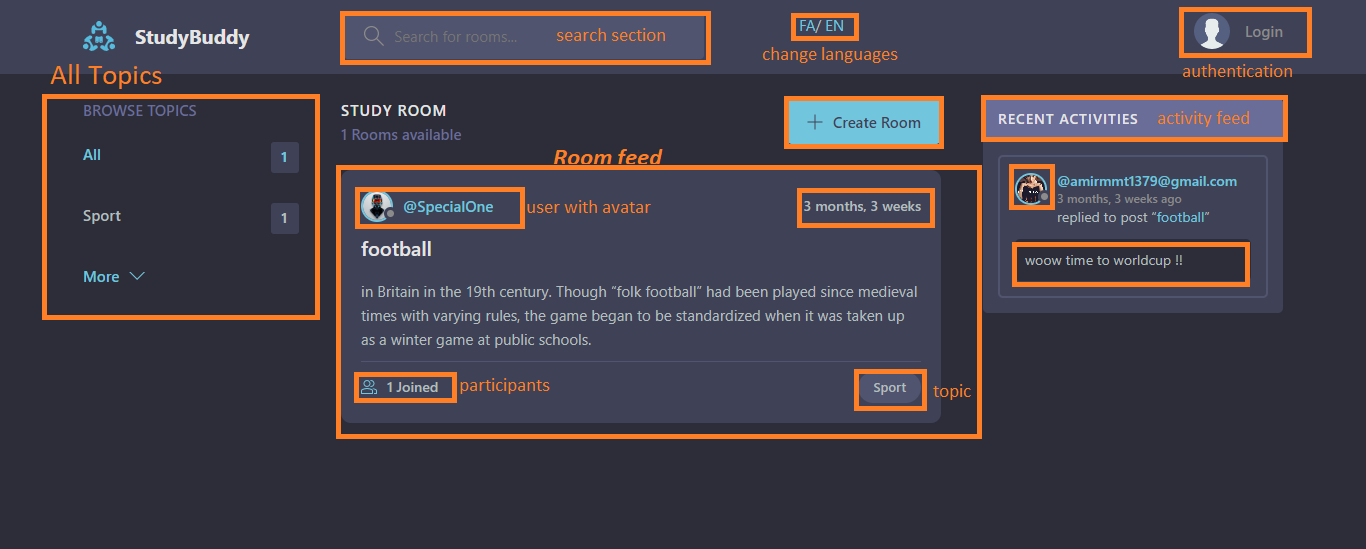 StudyBuddy
Search for rooms...
search section
FA/ EN
change languages
Login
authentication
All Topics
BROWSE TOPICS
All
1
Sport
1
More
STUDY ROOM
1 Rooms available
Create Room
Room feed
@SpecialOne
user with avatar
3 months, 3 weeks
football
in Britain in the 19th century. Though “folk football” had been played since medieval
times with varying rules, the game began to be standardized when it was taken up
as a winter game at public schools.
1 Joined
participants
Sport
topic
RECENT ACTIVITIES
activity feed
@amirmmt1379@gmail.com
3 months, 3 weeks ago
replied to post “football”
woow time to worldcup !!